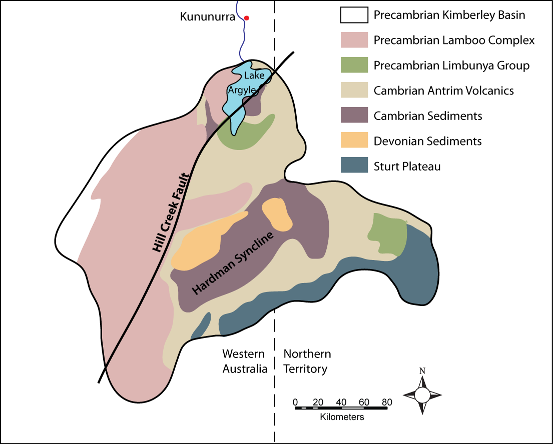 Kununurra
Precambrian Kimberley Basin
Precambrian Lamboo Complex
Precambrian Limbunya Group
Cambrian Antrim Volcanics
Cambrian Sediments
Devonian Sediments
Sturt Plateau
Lake
Argyle
Hill Creek Fault
Hardman Syncline
Western
Australia
Northern
Territory
N
0 20 40 60 80
Kilometers